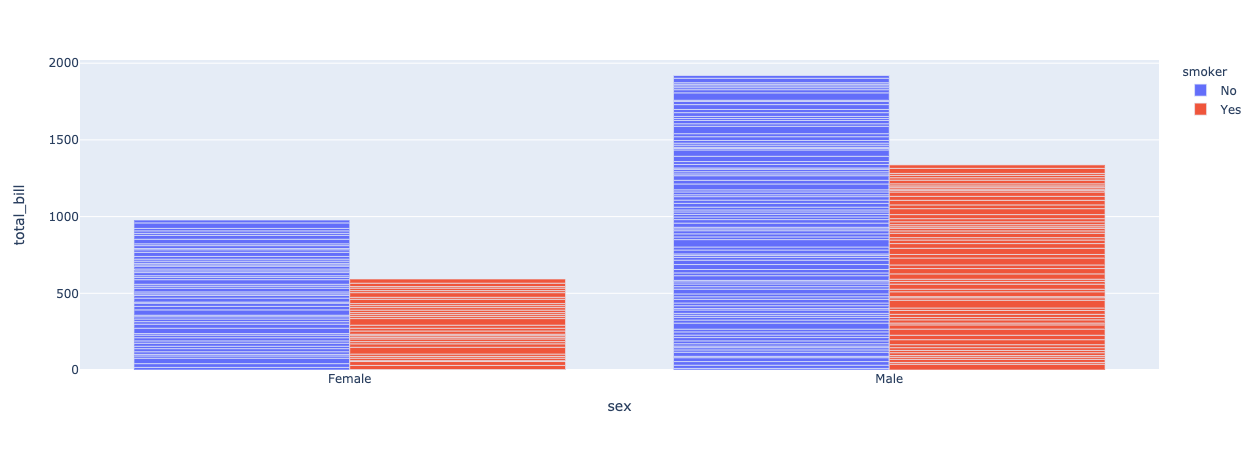 2000
1500
1000
500
0
total_bill
Female
Male
sex
smoker
No
Yes